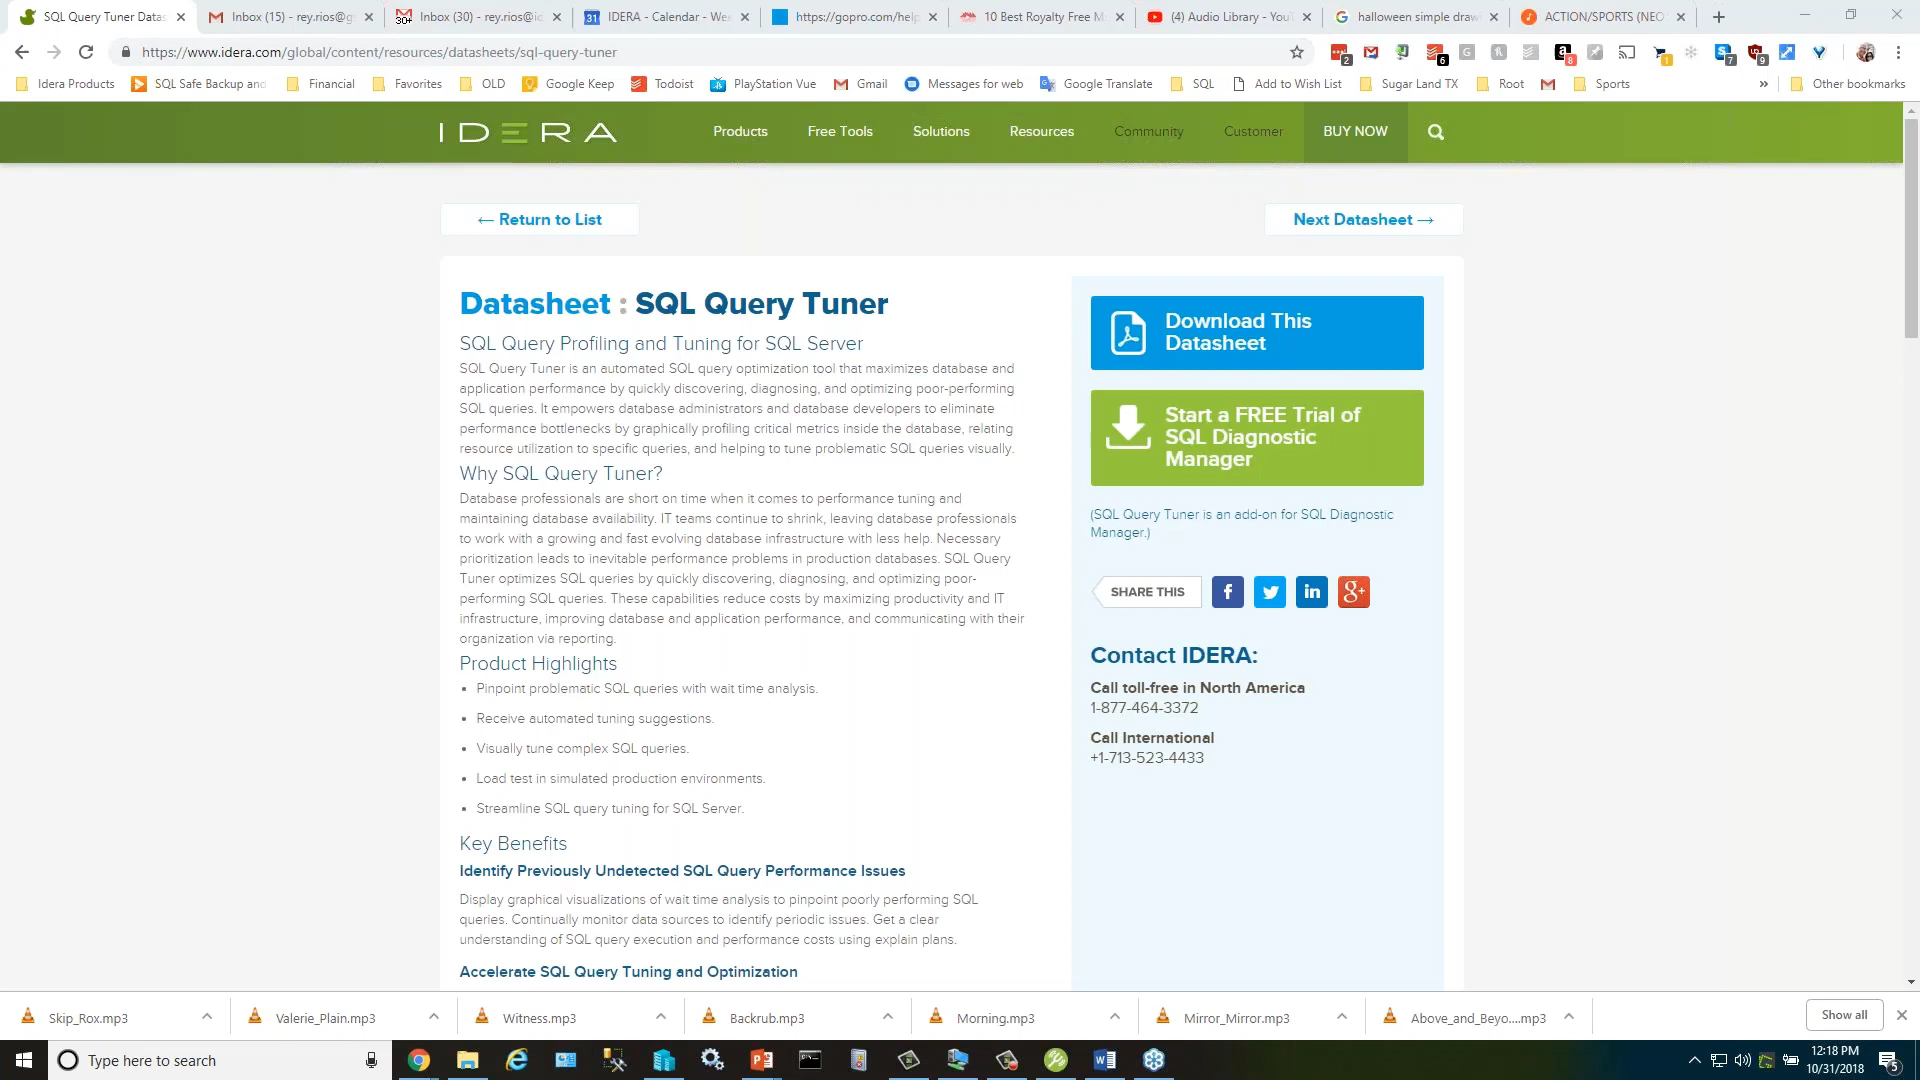 SQL Query Tuner Datas
Inbox (15) - rey.rios@g
Inbox (30) - rey.rios@id
IDERA - Calendar - We
https://gopro.com/help
10 Best Royalty Free M
(4) Audio Library - YouT
halloween simple draw
ACTION/SPORTS (NEO
https://www.idera.com/global/content/resources/datasheets/sql-query-tuner
Idera Products
SQL Safe Backup and
Financial
Favorites
OLD
Google Keep
Todoist
PlayStation Vue
Gmail
Messages for web
Google Translate
SQL
Add to Wish List
Sugar Land TX
Root
Sports
»
Other bookmarks
IDERA
Products
Free Tools
Solutions
Resources
Community
Customer
BUY NOW
← Return to List
Next Datasheet →
Datasheet : SQL Query Tuner
SQL Query Profiling and Tuning for SQL Server
SQL Query Tuner is an automated SQL query optimization tool that maximizes database and
application performance by quickly discovering, diagnosing, and optimizing poor-performing
SQL queries. It empowers database administrators and database developers to eliminate
performance bottlenecks by graphically profiling critical metrics inside the database, relating
resource utilization to specific queries, and helping to tune problematic SQL queries visually.
Why SQL Query Tuner?
Database professionals are short on time when it comes to performance tuning and
maintaining database availability. IT teams continue to shrink, leaving database professionals
to work with a growing and fast evolving database infrastructure with less help. Necessary
prioritization leads to inevitable performance problems in production databases. SQL Query
Tuner optimizes SQL queries by quickly discovering, diagnosing, and optimizing poor-
performing SQL queries. These capabilities reduce costs by maximizing productivity and IT
infrastructure, improving database and application performance, and communicating with their
organization via reporting.
Product Highlights
• Pinpoint problematic SQL queries with wait time analysis.
• Receive automated tuning suggestions.
• Visually tune complex SQL queries.
• Load test in simulated production environments.
• Streamline SQL query tuning for SQL Server.
Key Benefits
Identify Previously Undetected SQL Query Performance Issues
Display graphical visualizations of wait time analysis to pinpoint poorly performing SQL
queries. Continually monitor data sources to identify periodic issues. Get a clear
understanding of SQL query execution and performance costs using explain plans.
Accelerate SQL Query Tuning and Optimization
Download This
Datasheet
Start a FREE Trial of
SQL Diagnostic
Manager
(SQL Query Tuner is an add-on for SQL Diagnostic
Manager.)
SHARE THIS
Contact IDERA:
Call toll-free in North America
1-877-464-3372
Call International
+1-713-523-4433
Skip_Rox.mp3
Valerie_Plain.mp3
Witness.mp3
Backrub.mp3
Morning.mp3
Mirror_Mirror.mp3
Above_and_Beyo....mp3
Show all
Type here to search
12:18 PM
10/31/2018
5